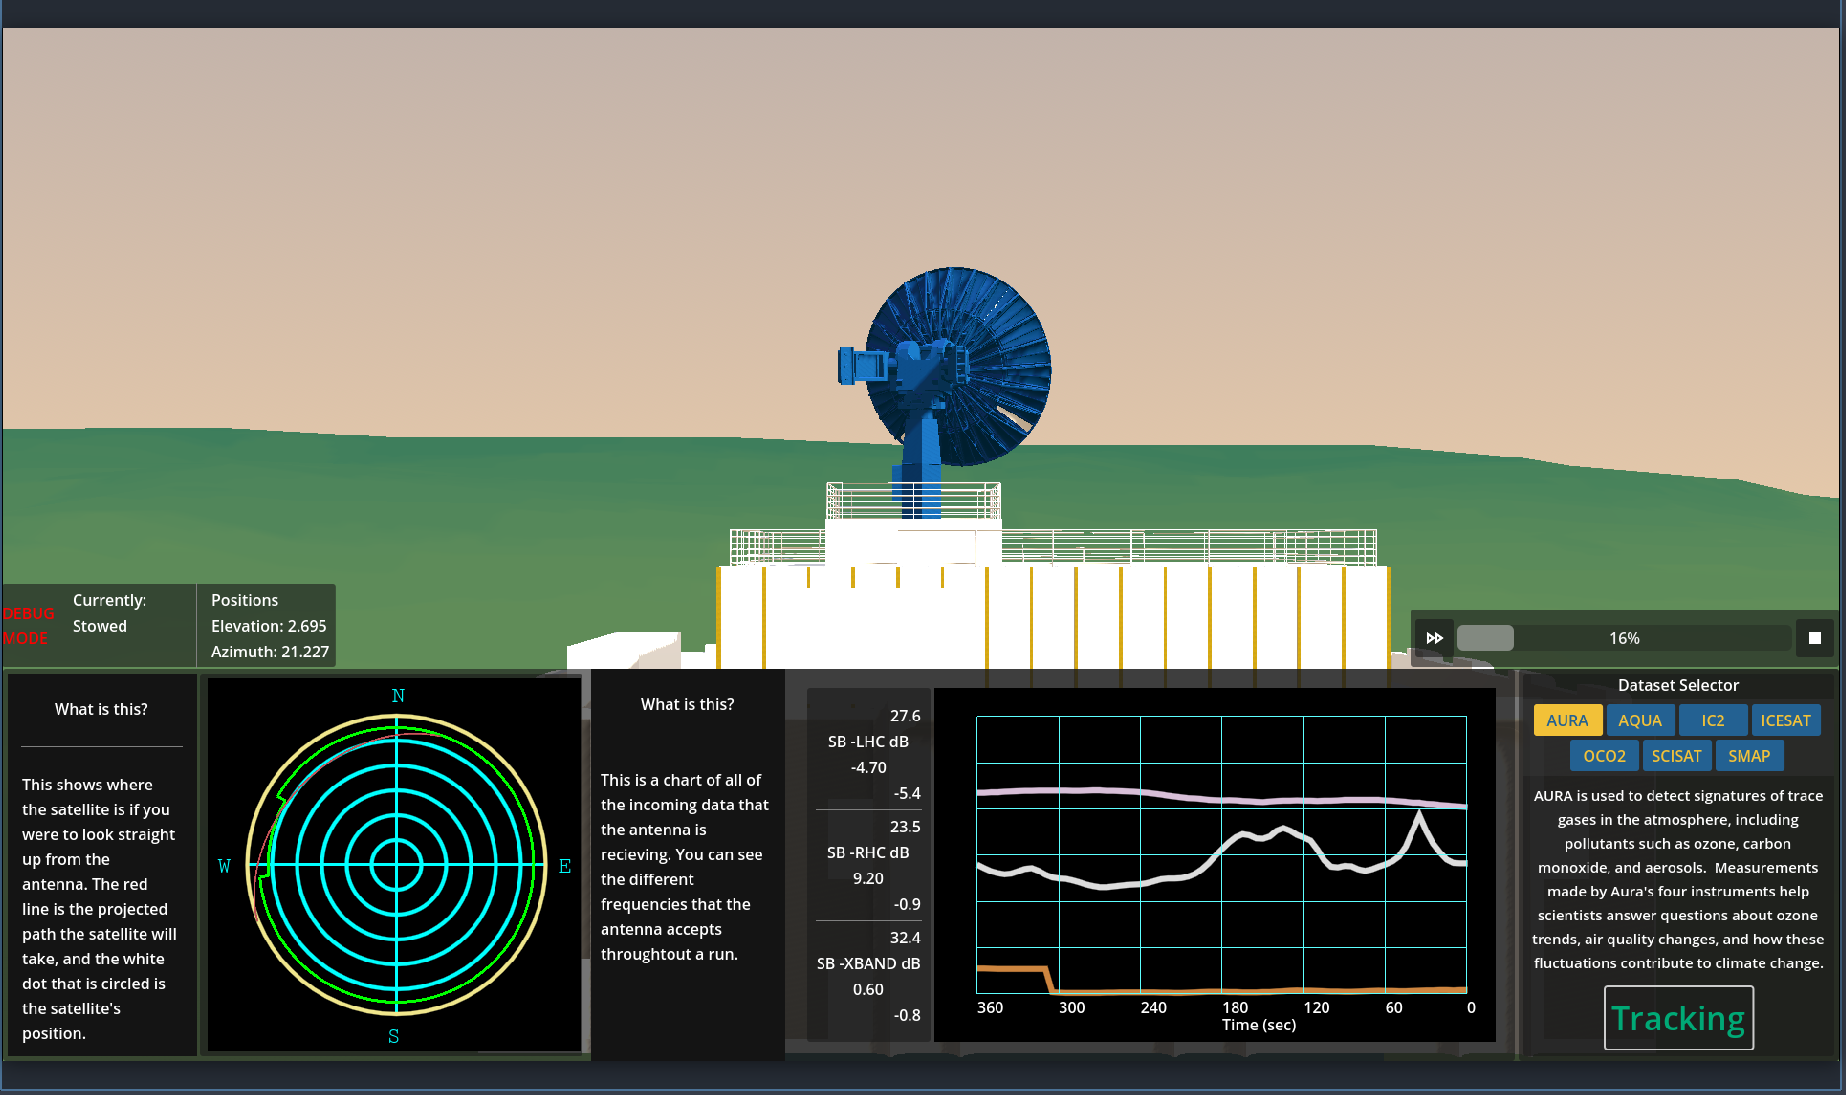 DEBUG
MODE
Currently:
Stowed
Positions
Elevation: 2.695
Azimuth: 21.227
16%
What is this?
This shows where
the satellite is if you
were to look straight
up from the
antenna. The red
line is the projected
path the satellite will
take, and the white
dot that is circled is
the satellite's
position.
N
W
E
S
What is this?
This is a chart of all of
the incoming data that
the antenna is
recieving. You can see
the different
frequencies that the
antenna accepts
throughtout a run.
27.6
SB -LHC dB
-4.70
-5.4
23.5
SB -RHC dB
9.20
-0.9
32.4
SB -XBAND dB
0.60
-0.8
360 300 240 180 120 60 0
Time (sec)
Dataset Selector
AURA AQUA IC2 ICESAT
OCO2 SCISAT SMAP
AURA is used to detect signatures of trace
gases in the atmosphere, including
pollutants such as ozone, carbon
monoxide, and aerosols. Measurements
made by Aura's four instruments help
scientists answer questions about ozone
trends, air quality changes, and how these
fluctuations contribute to climate change.
Tracking